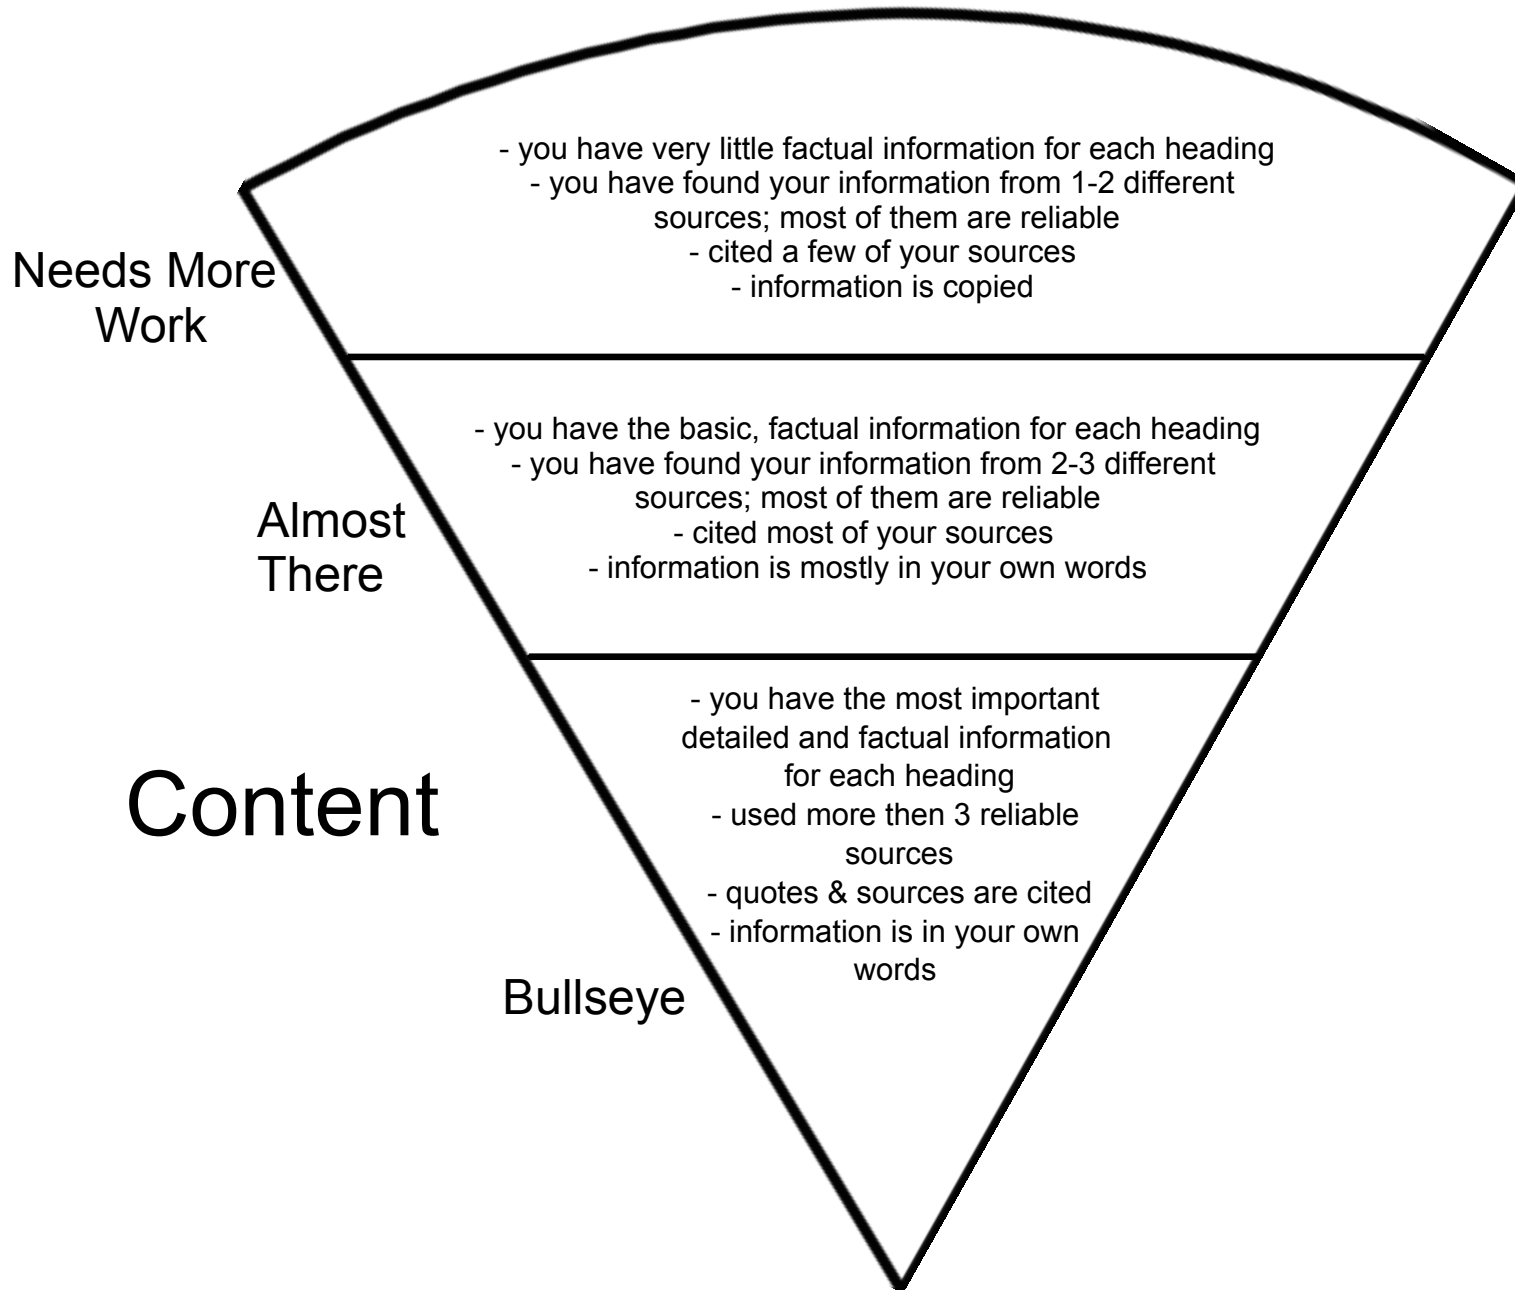 - you have very little factual information for each heading
- you have found your information from 1-2 different
sources; most of them are reliable
- cited a few of your sources
- information is copied
Needs More
Work
- you have the basic, factual information for each heading
- you have found your information from 2-3 different
sources; most of them are reliable
- cited most of your sources
- information is mostly in your own words
Almost
There
- you have the most important
detailed and factual information
for each heading
- used more then 3 reliable
sources
- quotes & sources are cited
- information is in your own
words
Content
Bullseye